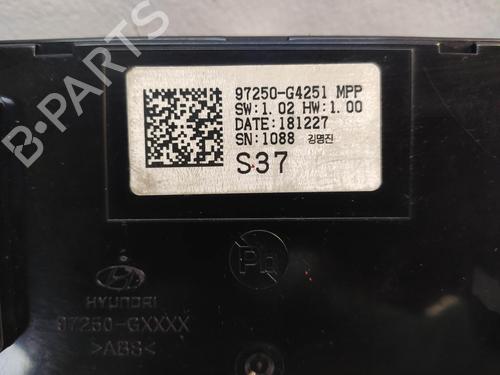 97250-G4251 MPP
SW:1.02 HW:1.00
DATE:181227
SN:1088 김명진
S37
Pb
HYUNDAI
97250-GXXXX
>ABS<
B-PARTS